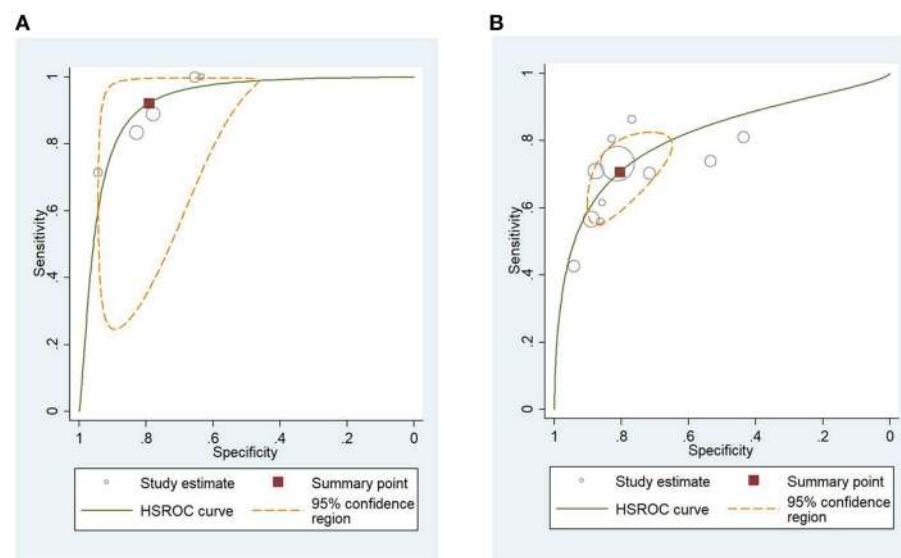 A
Sensitivity
1
.8
.6
.4
.2
0
1 .8 .6 .4 .2 0
Specificity
Study estimate Summary point
HSROC curve 95% confidence
region
B
Sensitivity
1
.8
.6
.4
.2
0
1 .8 .6 .4 .2 0
Specificity
Study estimate Summary point
HSROC curve 95% confidence
region